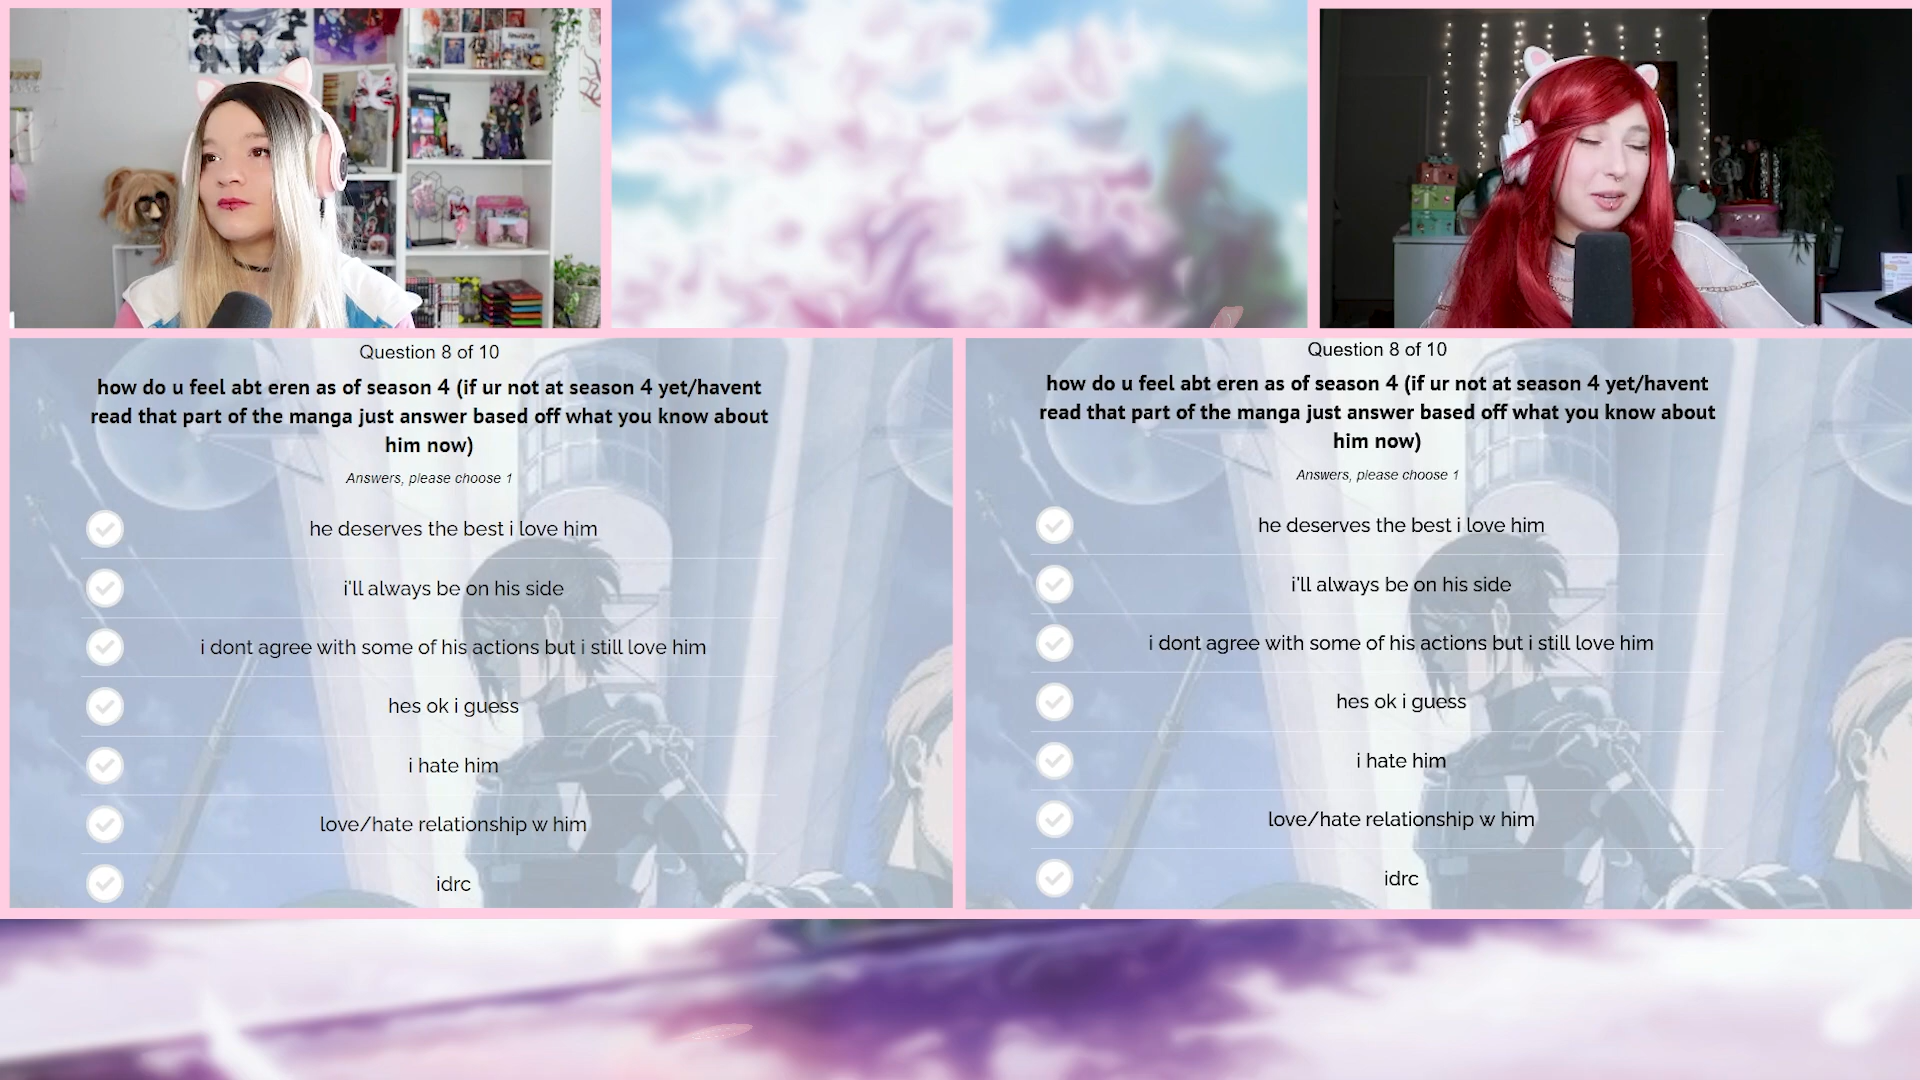 Question 8 of 10
how do u feel abt eren as of season 4 (if ur not at season 4 yet/havent
read that part of the manga just answer based off what you know about
him now)
Answers, please choose 1
he deserves the best i love him
i'll always be on his side
i dont agree with some of his actions but i still love him
hes ok i guess
i hate him
love/hate relationship w him
idrc
Question 8 of 10
how do u feel abt eren as of season 4 (if ur not at season 4 yet/havent
read that part of the manga just answer based off what you know about
him now)
Answers, please choose 1
he deserves the best i love him
i'll always be on his side
i dont agree with some of his actions but i still love him
hes ok i guess
i hate him
love/hate relationship w him
idrc